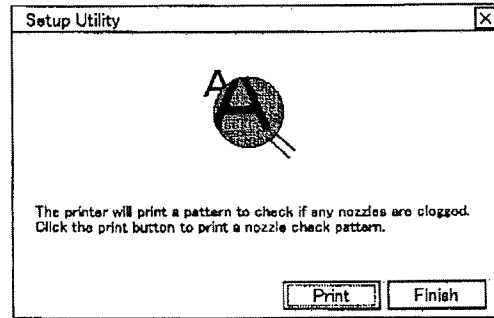 Setup Utility
A A
The printer will print a pattern to check if any nozzles are clogged.
Click the print button to print a nozzle check pattern.
Print Finish